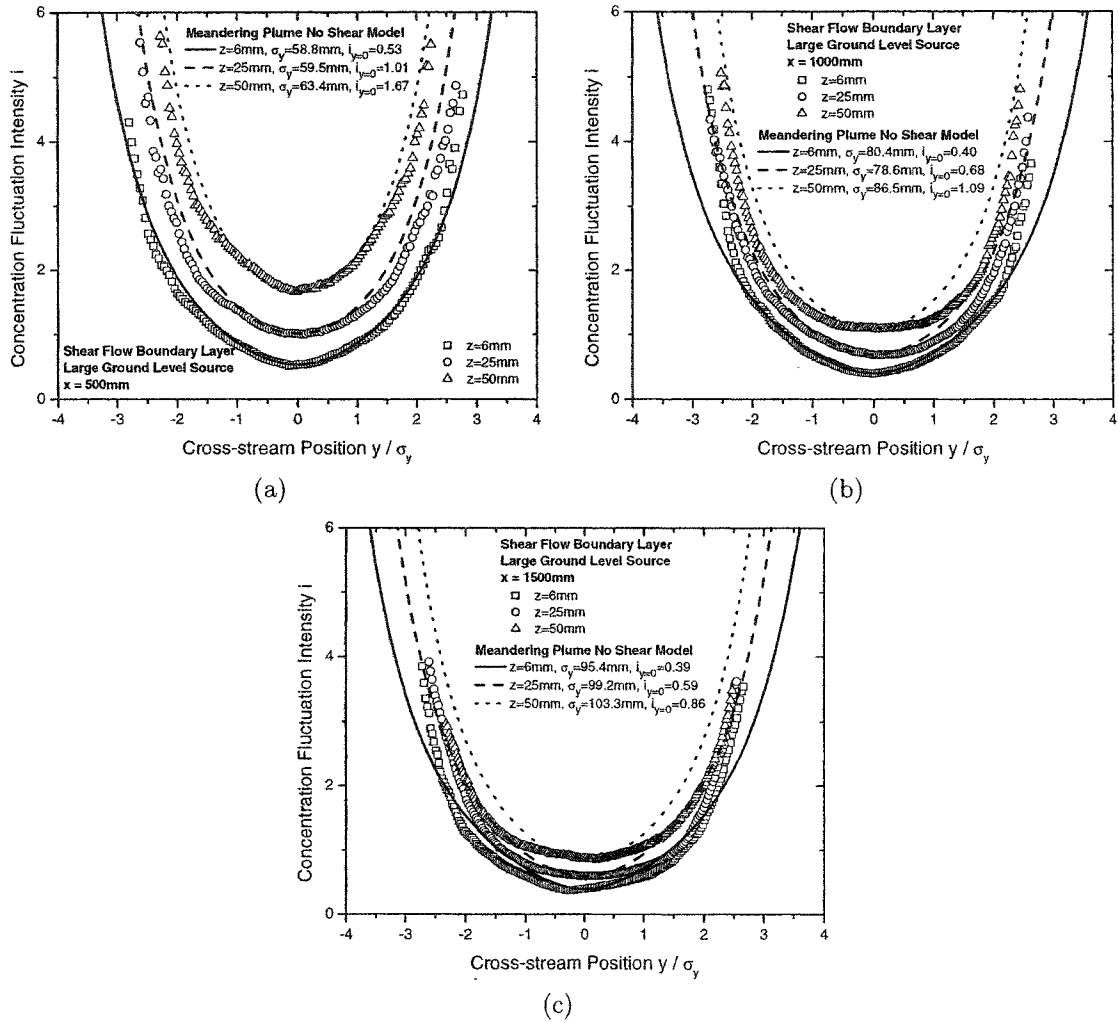 Meandering Plume No Shear Model
z=6mm, σy=58.8mm, iy=0=0.53
z=25mm, σy=59.5mm, iy=0=1.01
z=50mm, σy=63.4mm, iy=0=1.67
Shear Flow Boundary Layer
Large Ground Level Source
x = 500mm
z=6mm
z=25mm
z=50mm
Concentration Fluctuation Intensity i
0
2
4
6
-4
-3
-2
-1
0
1
2
3
4
Cross-stream Position y / σy
(a)
Shear Flow Boundary Layer
Large Ground Level Source
x = 1000mm
z=6mm
z=25mm
z=50mm
Meandering Plume No Shear Model
z=6mm, σy=80.4mm, iy=0=0.40
z=25mm, σy=78.6mm, iy=0=0.68
z=50mm, σy=86.5mm, iy=0=1.09
Concentration Fluctuation Intensity i
0
2
4
6
-4
-3
-2
-1
0
1
2
3
4
Cross-stream Position y / σy
(b)
Shear Flow Boundary Layer
Large Ground Level Source
x = 1500mm
z=6mm
z=25mm
z=50mm
Meandering Plume No Shear Model
z=6mm, σy=95.4mm, iy=0=0.39
z=25mm, σy=99.2mm, iy=0=0.59
z=50mm, σy=103.3mm, iy=0=0.86
Concentration Fluctuation Intensity i
0
2
4
6
-4
-3
-2
-1
0
1
2
3
4
Cross-stream Position y / σy
(c)